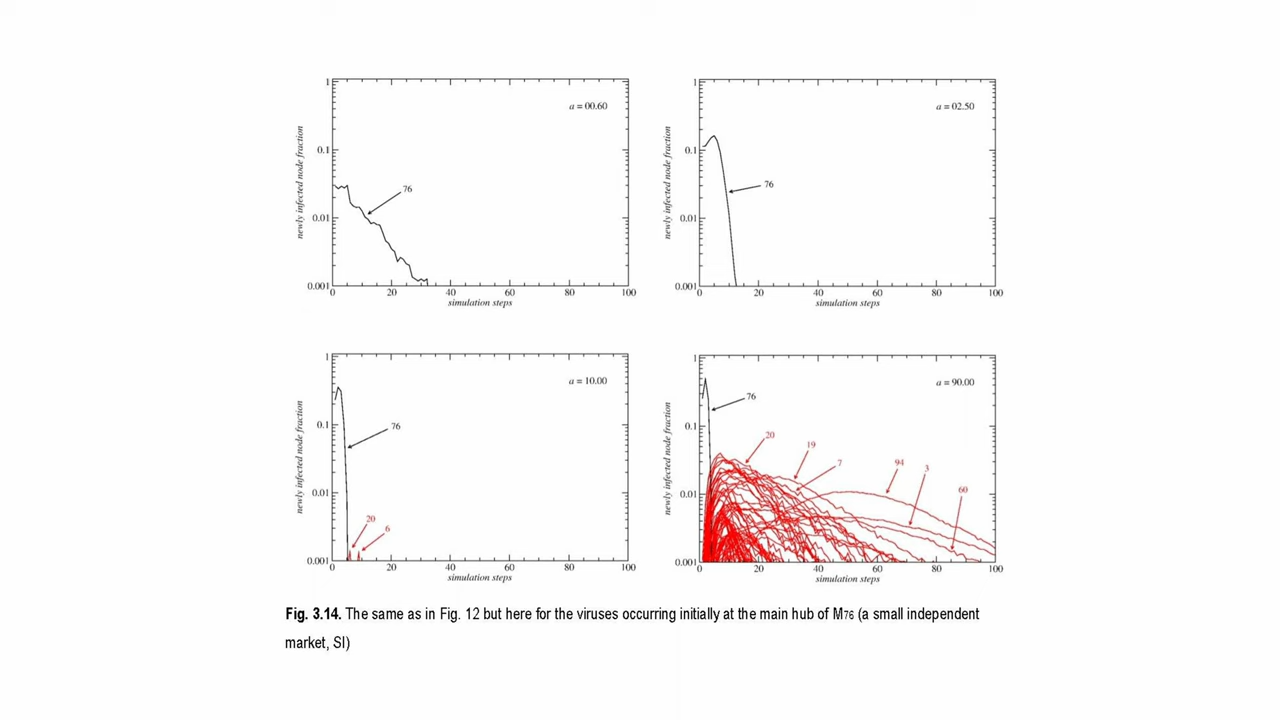 1
0.1
0.01
0.001
newly infected node fraction
a = 00.60
76
0 20 40 60 80 100
simulation steps
1
0.1
0.01
0.001
newly infected node fraction
a = 02.50
76
0 20 40 60 80 100
simulation steps
1
0.1
0.01
0.001
newly infected node fraction
a = 10.00
76
20
6
0 20 40 60 80 100
simulation steps
1
0.1
0.01
0.001
newly infected node fraction
a = 90.00
76
20
19
7
94
3
60
0 20 40 60 80 100
simulation steps
Fig. 3.14. The same as in Fig. 12 but here for the viruses occurring initially at the main hub of M76 (a small independent
market, SI)